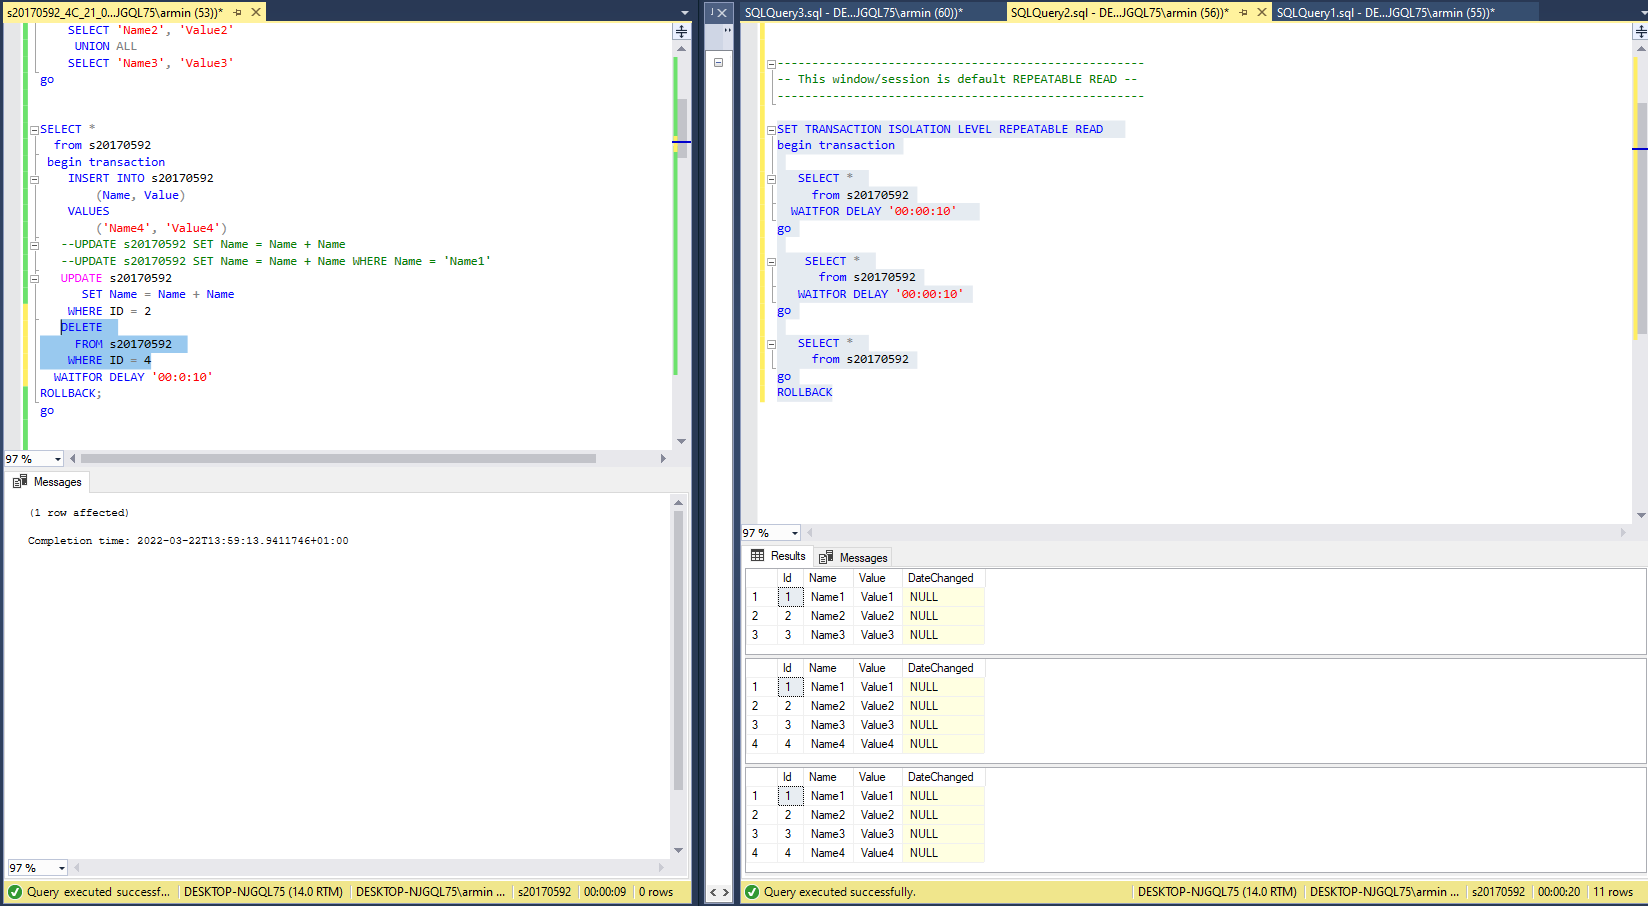 s20170592_4C_21_0...JGQL75\armin (53))*
SELECT 'Name2', 'Value2'
UNION ALL
SELECT 'Name3', 'Value3'
go
SELECT *
from s20170592
begin transaction
INSERT INTO s20170592
(Name, Value)
VALUES
('Name4', 'Value4')
--UPDATE s20170592 SET Name = Name + Name
--UPDATE s20170592 SET Name = Name + Name WHERE Name = 'Name1'
UPDATE s20170592
SET Name = Name + Name
WHERE ID = 2
DELETE
FROM s20170592
WHERE ID = 4
WAITFOR DELAY '00:0:10'
ROLLBACK;
go
97 %
Messages
(1 row affected)
Completion time: 2022-03-22T13:59:13.9411746+01:00
97 %
Query executed successf... DESKTOP-NJGQL75 (14.0 RTM) DESKTOP-NJGQL75\armin ... s20170592 00:00:09 0 rows
SQLQuery3.sql - DE...JGQL75\armin (60))* SQLQuery2.sql - DE...JGQL75\armin (56))* SQLQuery1.sql - DE...JGQL75\armin (55))*
-----------------------------------------------------
-- This window/session is default REPEATABLE READ --
-----------------------------------------------------
SET TRANSACTION ISOLATION LEVEL REPEATABLE READ
begin transaction
SELECT *
from s20170592
WAITFOR DELAY '00:00:10'
go
SELECT *
from s20170592
WAITFOR DELAY '00:00:10'
go
SELECT *
from s20170592
go
ROLLBACK
97 %
Results Messages
Id Name Value DateChanged
1 1 Name1 Value1 NULL
2 2 Name2 Value2 NULL
3 3 Name3 Value3 NULL
Id Name Value DateChanged
1 1 Name1 Value1 NULL
2 2 Name2 Value2 NULL
3 3 Name3 Value3 NULL
4 4 Name4 Value4 NULL
Id Name Value DateChanged
1 1 Name1 Value1 NULL
2 2 Name2 Value2 NULL
3 3 Name3 Value3 NULL
4 4 Name4 Value4 NULL
Query executed successfully. DESKTOP-NJGQL75 (14.0 RTM) DESKTOP-NJGQL75\armin ... s20170592 00:00:20 11 rows